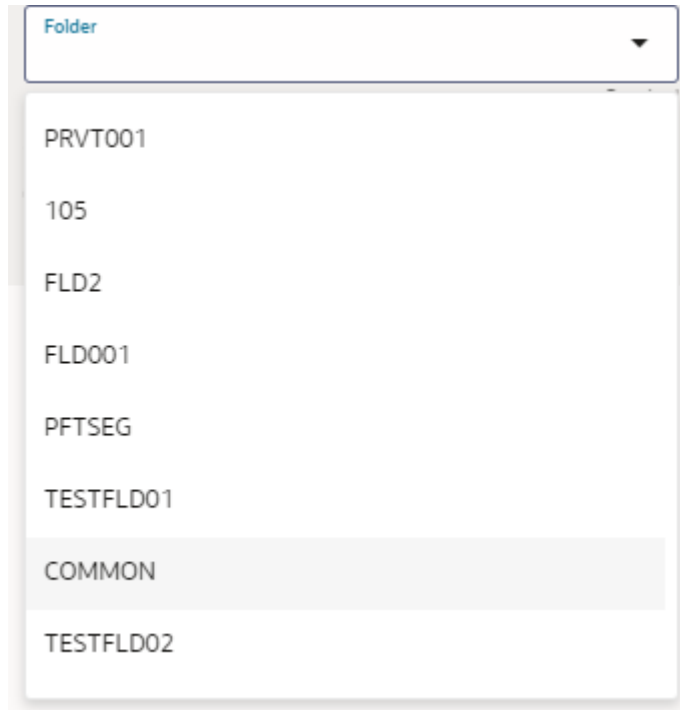 Folder
PRVT001
105
FLD2
FLD001
PFTSEG
TESTFLD01
COMMON
TESTFLD02